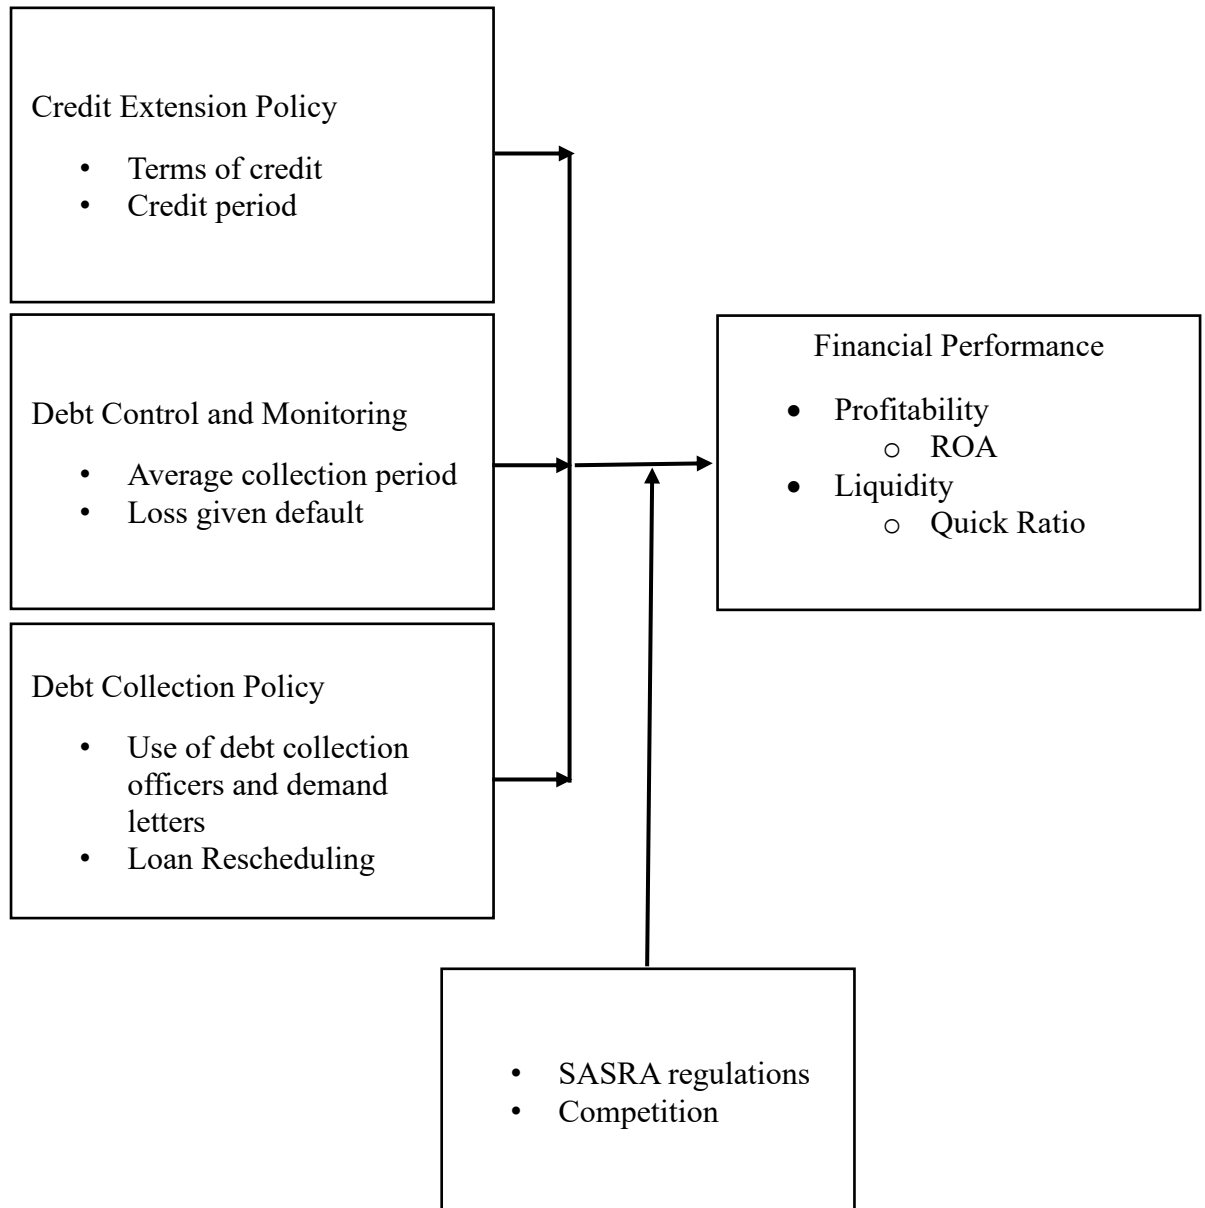 Credit Extension Policy
• Terms of credit
• Credit period
Debt Control and Monitoring
• Average collection period
• Loss given default
Debt Collection Policy
• Use of debt collection
officers and demand
letters
• Loan Rescheduling
Financial Performance
• Profitability
o ROA
• Liquidity
o Quick Ratio
• SASRA regulations
• Competition